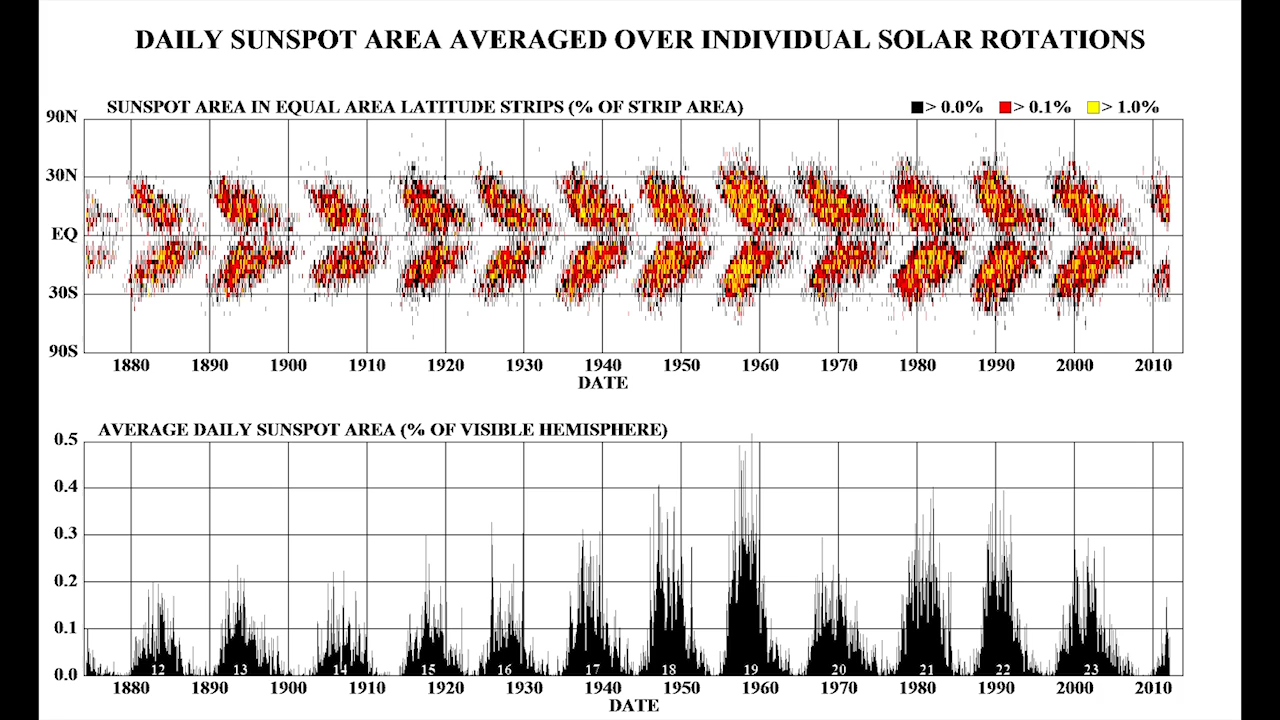 DAILY SUNSPOT AREA AVERAGED OVER INDIVIDUAL SOLAR ROTATIONS
SUNSPOT AREA IN EQUAL AREA LATITUDE STRIPS (% OF STRIP AREA) > 0.0% > 0.1% > 1.0%
90N
30N
EQ
30S
90S
1880 1890 1900 1910 1920 1930 1940 1950 1960 1970 1980 1990 2000 2010
DATE
AVERAGE DAILY SUNSPOT AREA (% OF VISIBLE HEMISPHERE)
0.5
0.4
0.3
0.2
0.1
0.0
12 13 14 15 16 17 18 19 20 21 22 23
1880 1890 1900 1910 1920 1930 1940 1950 1960 1970 1980 1990 2000 2010
DATE